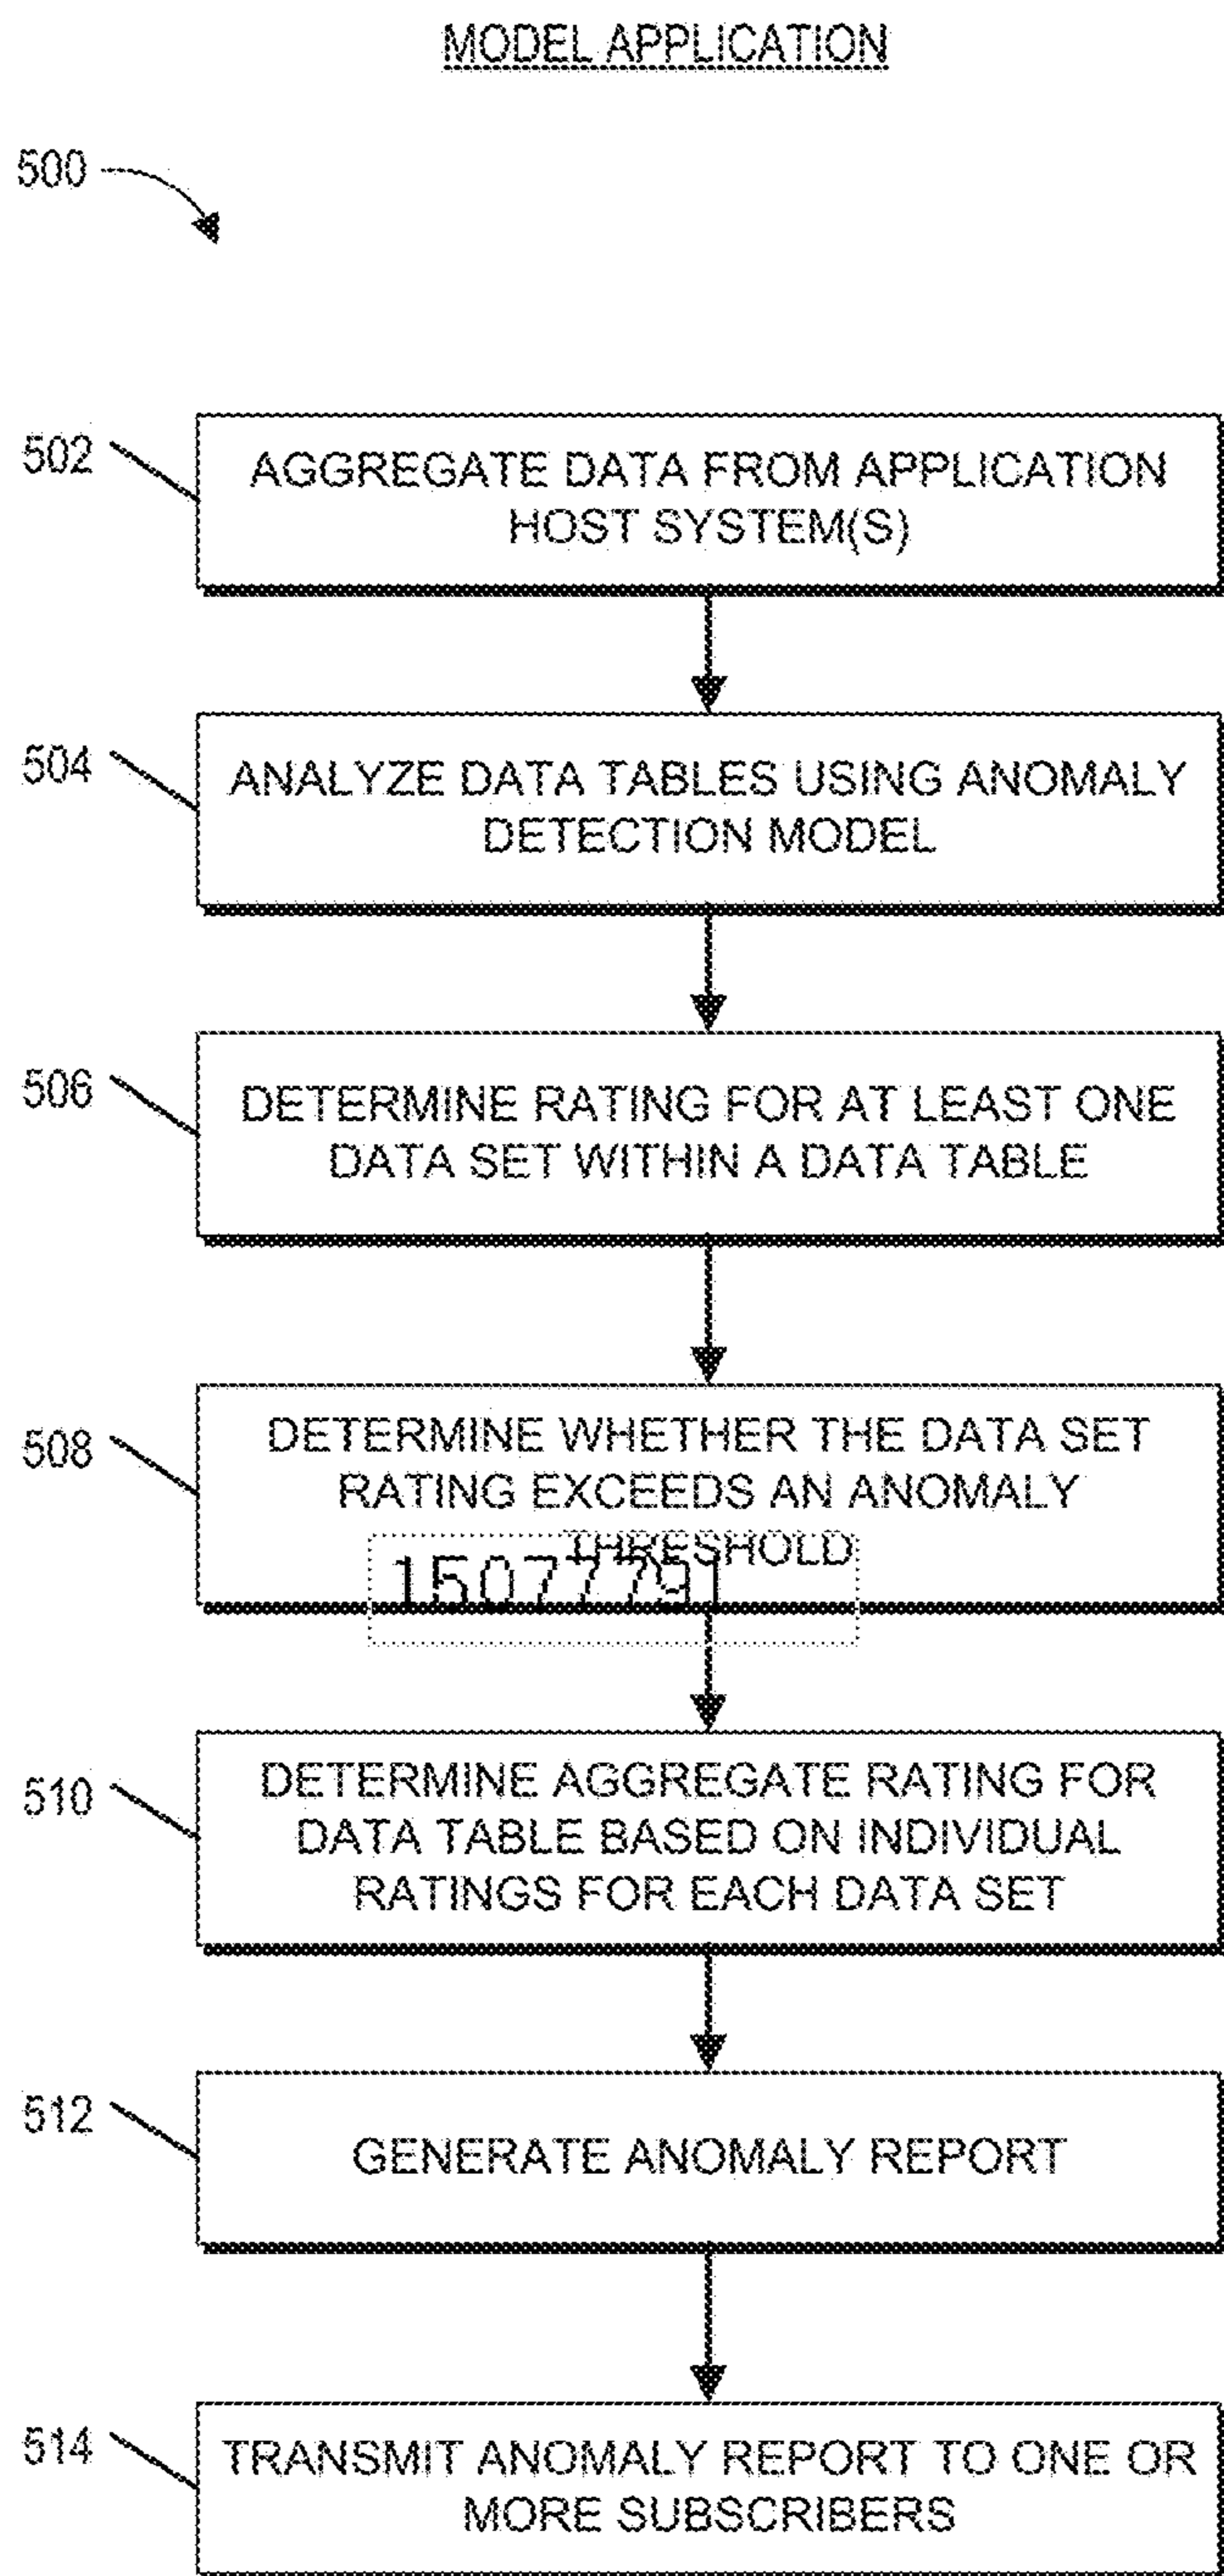 MODEL APPLICATION
500
502
AGGREGATE DATA FROM APPLICATION
HOST SYSTEM(S)
504
ANALYZE DATA TABLES USING ANOMALY
DETECTION MODEL
506
DETERMINE RATING FOR AT LEAST ONE
DATA SET WITHIN A DATA TABLE
508
DETERMINE WHETHER THE DATA SET
RATING EXCEEDS AN ANOMALY
THRESHOLD
15077791
510
DETERMINE AGGREGATE RATING FOR
DATA TABLE BASED ON INDIVIDUAL
RATINGS FOR EACH DATA SET
512
GENERATE ANOMALY REPORT
514
TRANSMIT ANOMALY REPORT TO ONE OR
MORE SUBSCRIBERS